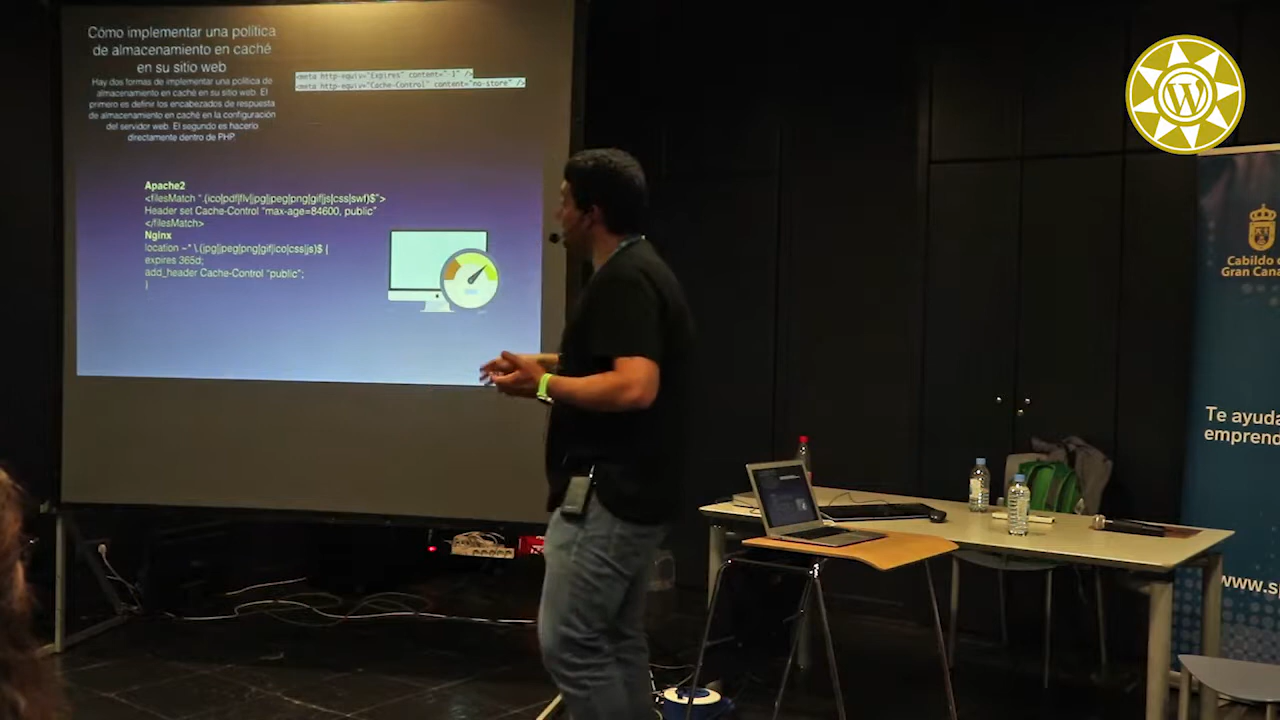 Cómo implementar una política
de almacenamiento en caché
en su sitio web
Hay dos formas de implementar una política de
almacenamiento en caché en su sitio web. El
primero es definir los encabezados de respuesta
de almacenamiento en caché en la configuración
del servidor web. El segundo es hacerlo
directamente dentro de PHP.
<meta http-equiv="Expires" content="-1" />
<meta http-equiv="Cache-Control" content="no-store" />
Apache2
<filesMatch ".(ico|pdf|flv|jpg|jpeg|png|gif|js|css|swf)$">
Header set Cache-Control "max-age=84600, public"
</filesMatch>
Nginx
location ~* \.(jpg|jpeg|png|gif|ico|css|js)$ {
expires 365d;
add_header Cache-Control "public";
}
W
Cabildo d
Gran Cana
Te ayuda
emprend
www.sp